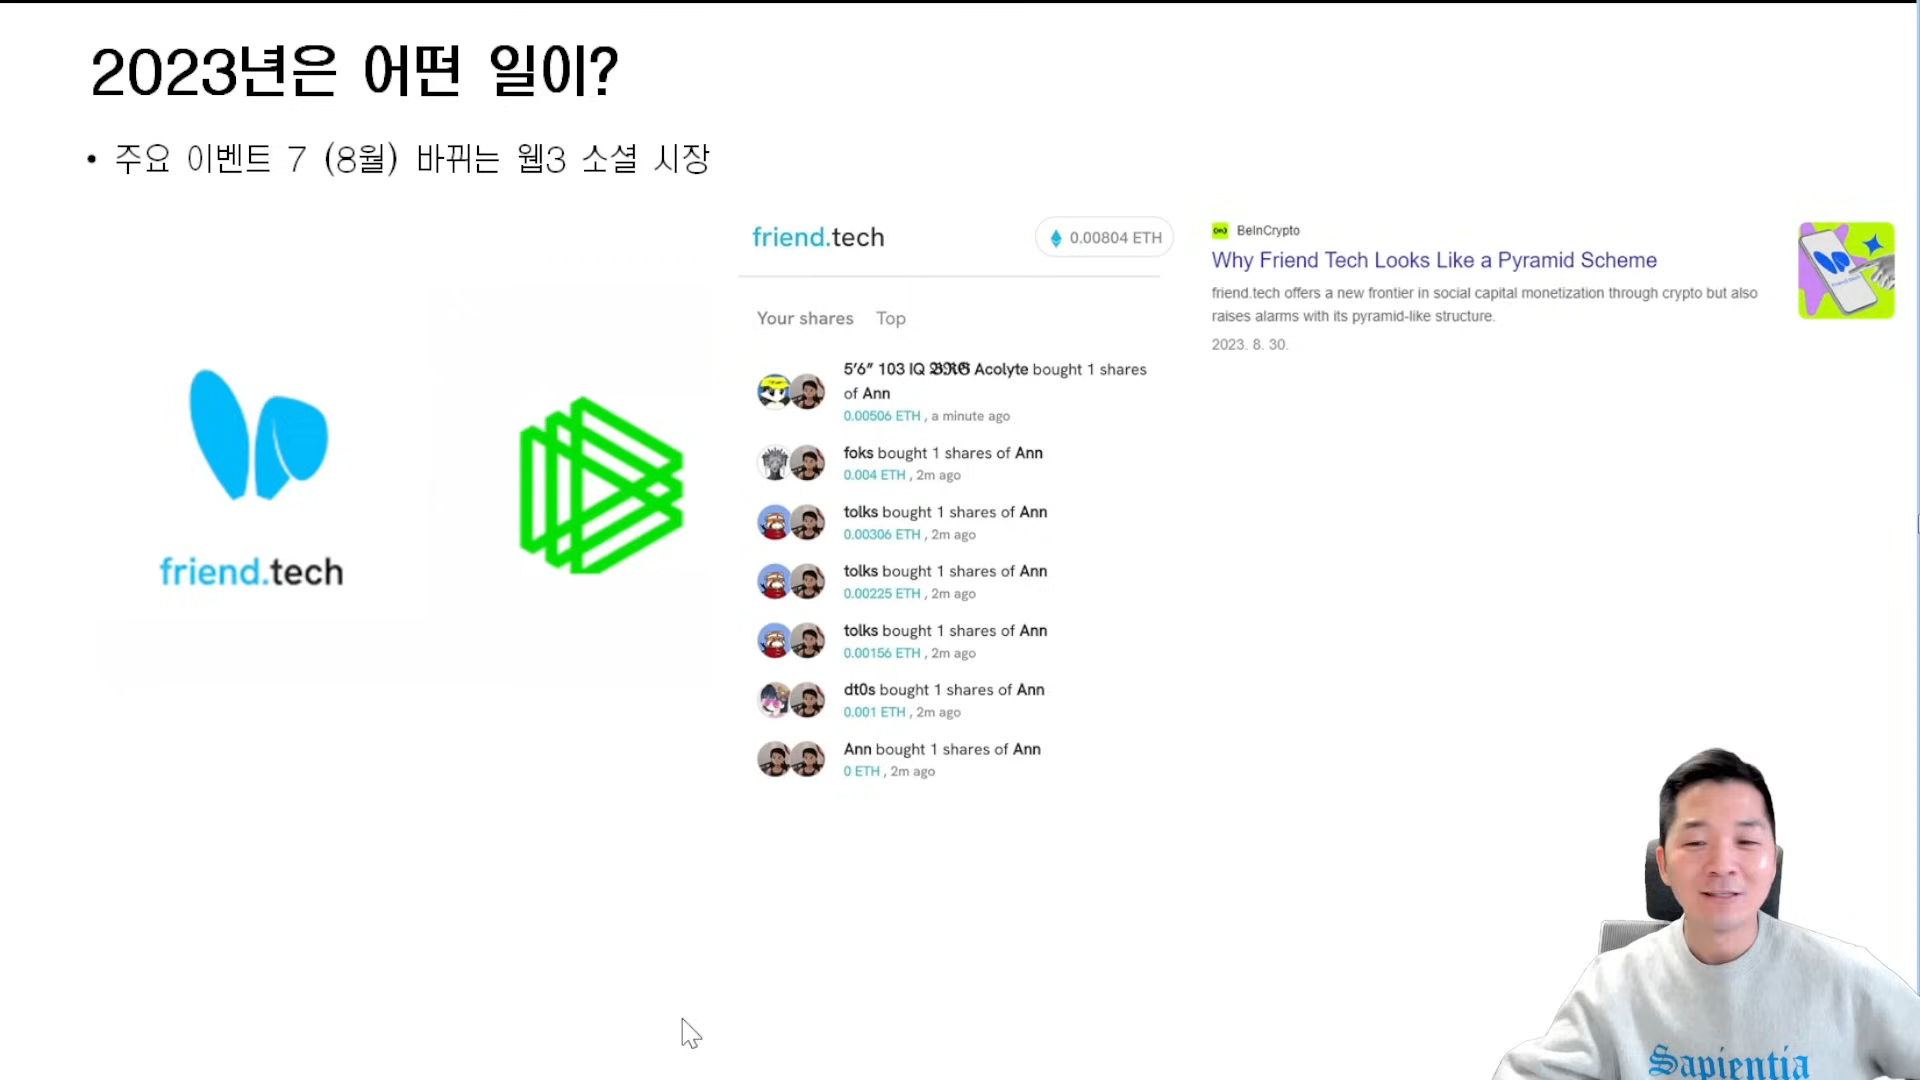 2023년은 어떤 일이?
• 주요 이벤트 7 (8월) 바뀌는 웹3 소셜 시장
friend.tech
friend.tech
0.00804 ETH
Your shares Top
5’6” 103 IQ Acolyte bought 1 shares
of Ann
0.00506 ETH , a minute ago
foks bought 1 shares of Ann
0.004 ETH , 2m ago
tolks bought 1 shares of Ann
0.00306 ETH , 2m ago
tolks bought 1 shares of Ann
0.00225 ETH , 2m ago
tolks bought 1 shares of Ann
0.00156 ETH , 2m ago
dt0s bought 1 shares of Ann
0.001 ETH , 2m ago
Ann bought 1 shares of Ann
0 ETH , 2m ago
BeInCrypto
Why Friend Tech Looks Like a Pyramid Scheme
friend.tech offers a new frontier in social capital monetization through crypto but also
raises alarms with its pyramid-like structure.
2023. 8. 30.
Sapientia